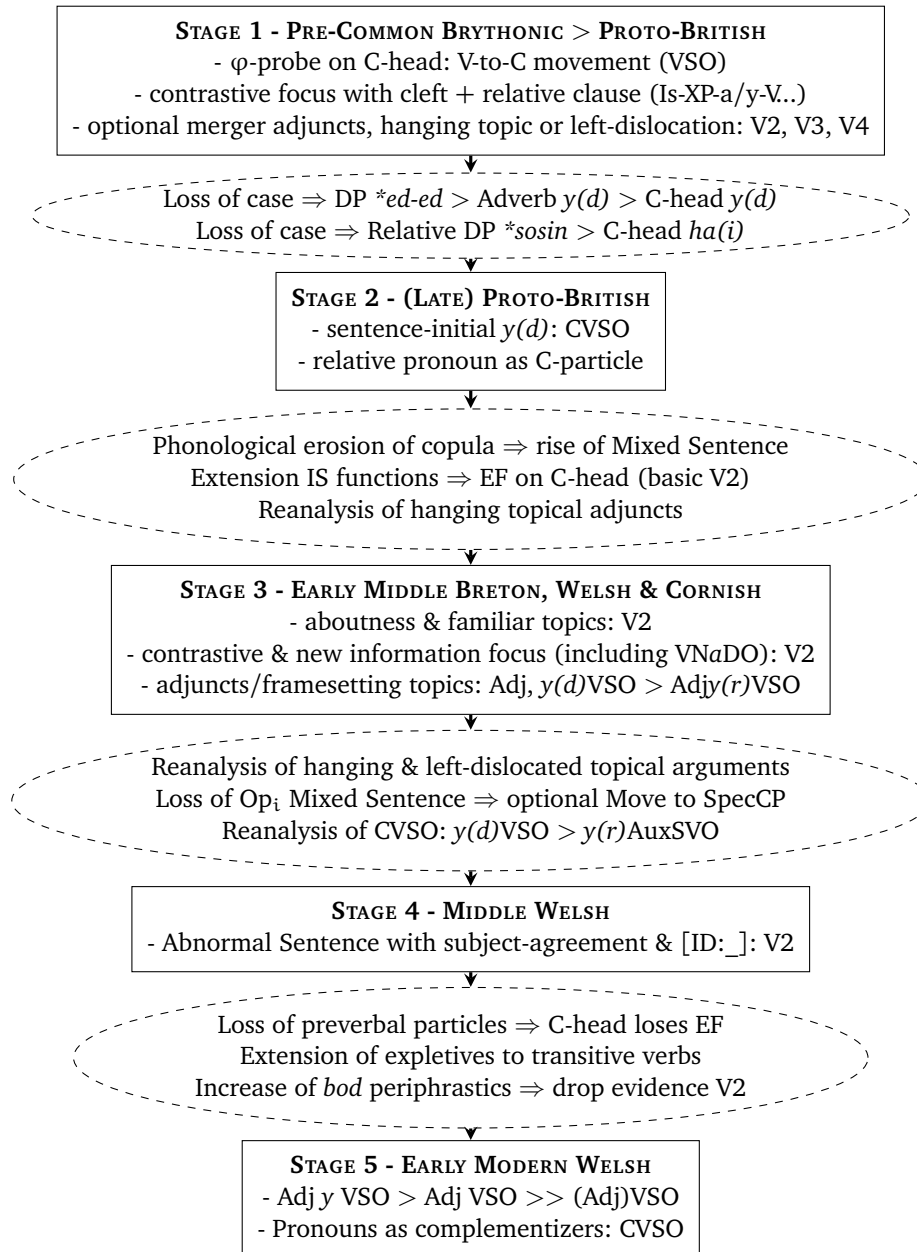 STAGE 1 - PRE-COMMON BRYTHONIC > PROTO-BRITISH
- φ-probe on C-head: V-to-C movement (VSO)
- contrastive focus with cleft + relative clause (Is-XP-a/y-V...)
- optional merger adjuncts, hanging topic or left-dislocation: V2, V3, V4
Loss of case ⇒ DP *ed-ed > Adverb y(d) > C-head y(d)
Loss of case ⇒ Relative DP *sosin > C-head ha(i)
STAGE 2 - (LATE) PROTO-BRITISH
- sentence-initial y(d): CVSO
- relative pronoun as C-particle
Phonological erosion of copula ⇒ rise of Mixed Sentence
Extension IS functions ⇒ EF on C-head (basic V2)
Reanalysis of hanging topical adjuncts
STAGE 3 - EARLY MIDDLE BRETON, WELSH & CORNISH
- aboutness & familiar topics: V2
- contrastive & new information focus (including VNaDO): V2
- adjuncts/framesetting topics: Adj, y(d)VSO > Adjy(r)VSO
Reanalysis of hanging & left-dislocated topical arguments
Loss of Opᵢ Mixed Sentence ⇒ optional Move to SpecCP
Reanalysis of CVSO: y(d)VSO > y(r)AuxSVO
STAGE 4 - MIDDLE WELSH
- Abnormal Sentence with subject-agreement & [ID:_]: V2
Loss of preverbal particles ⇒ C-head loses EF
Extension of expletives to transitive verbs
Increase of bod periphrastics ⇒ drop evidence V2
STAGE 5 - EARLY MODERN WELSH
- Adj y VSO > Adj VSO >> (Adj)VSO
- Pronouns as complementizers: CVSO